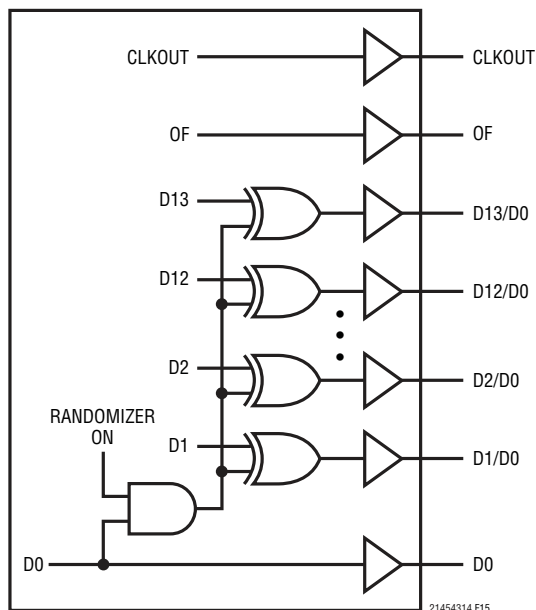 CLKOUT CLKOUT
OF OF
D13 D13/D0
D12 D12/D0
D2 D2/D0
RANDOMIZER
ON
D1 D1/D0
D0 D0
21454314 F15